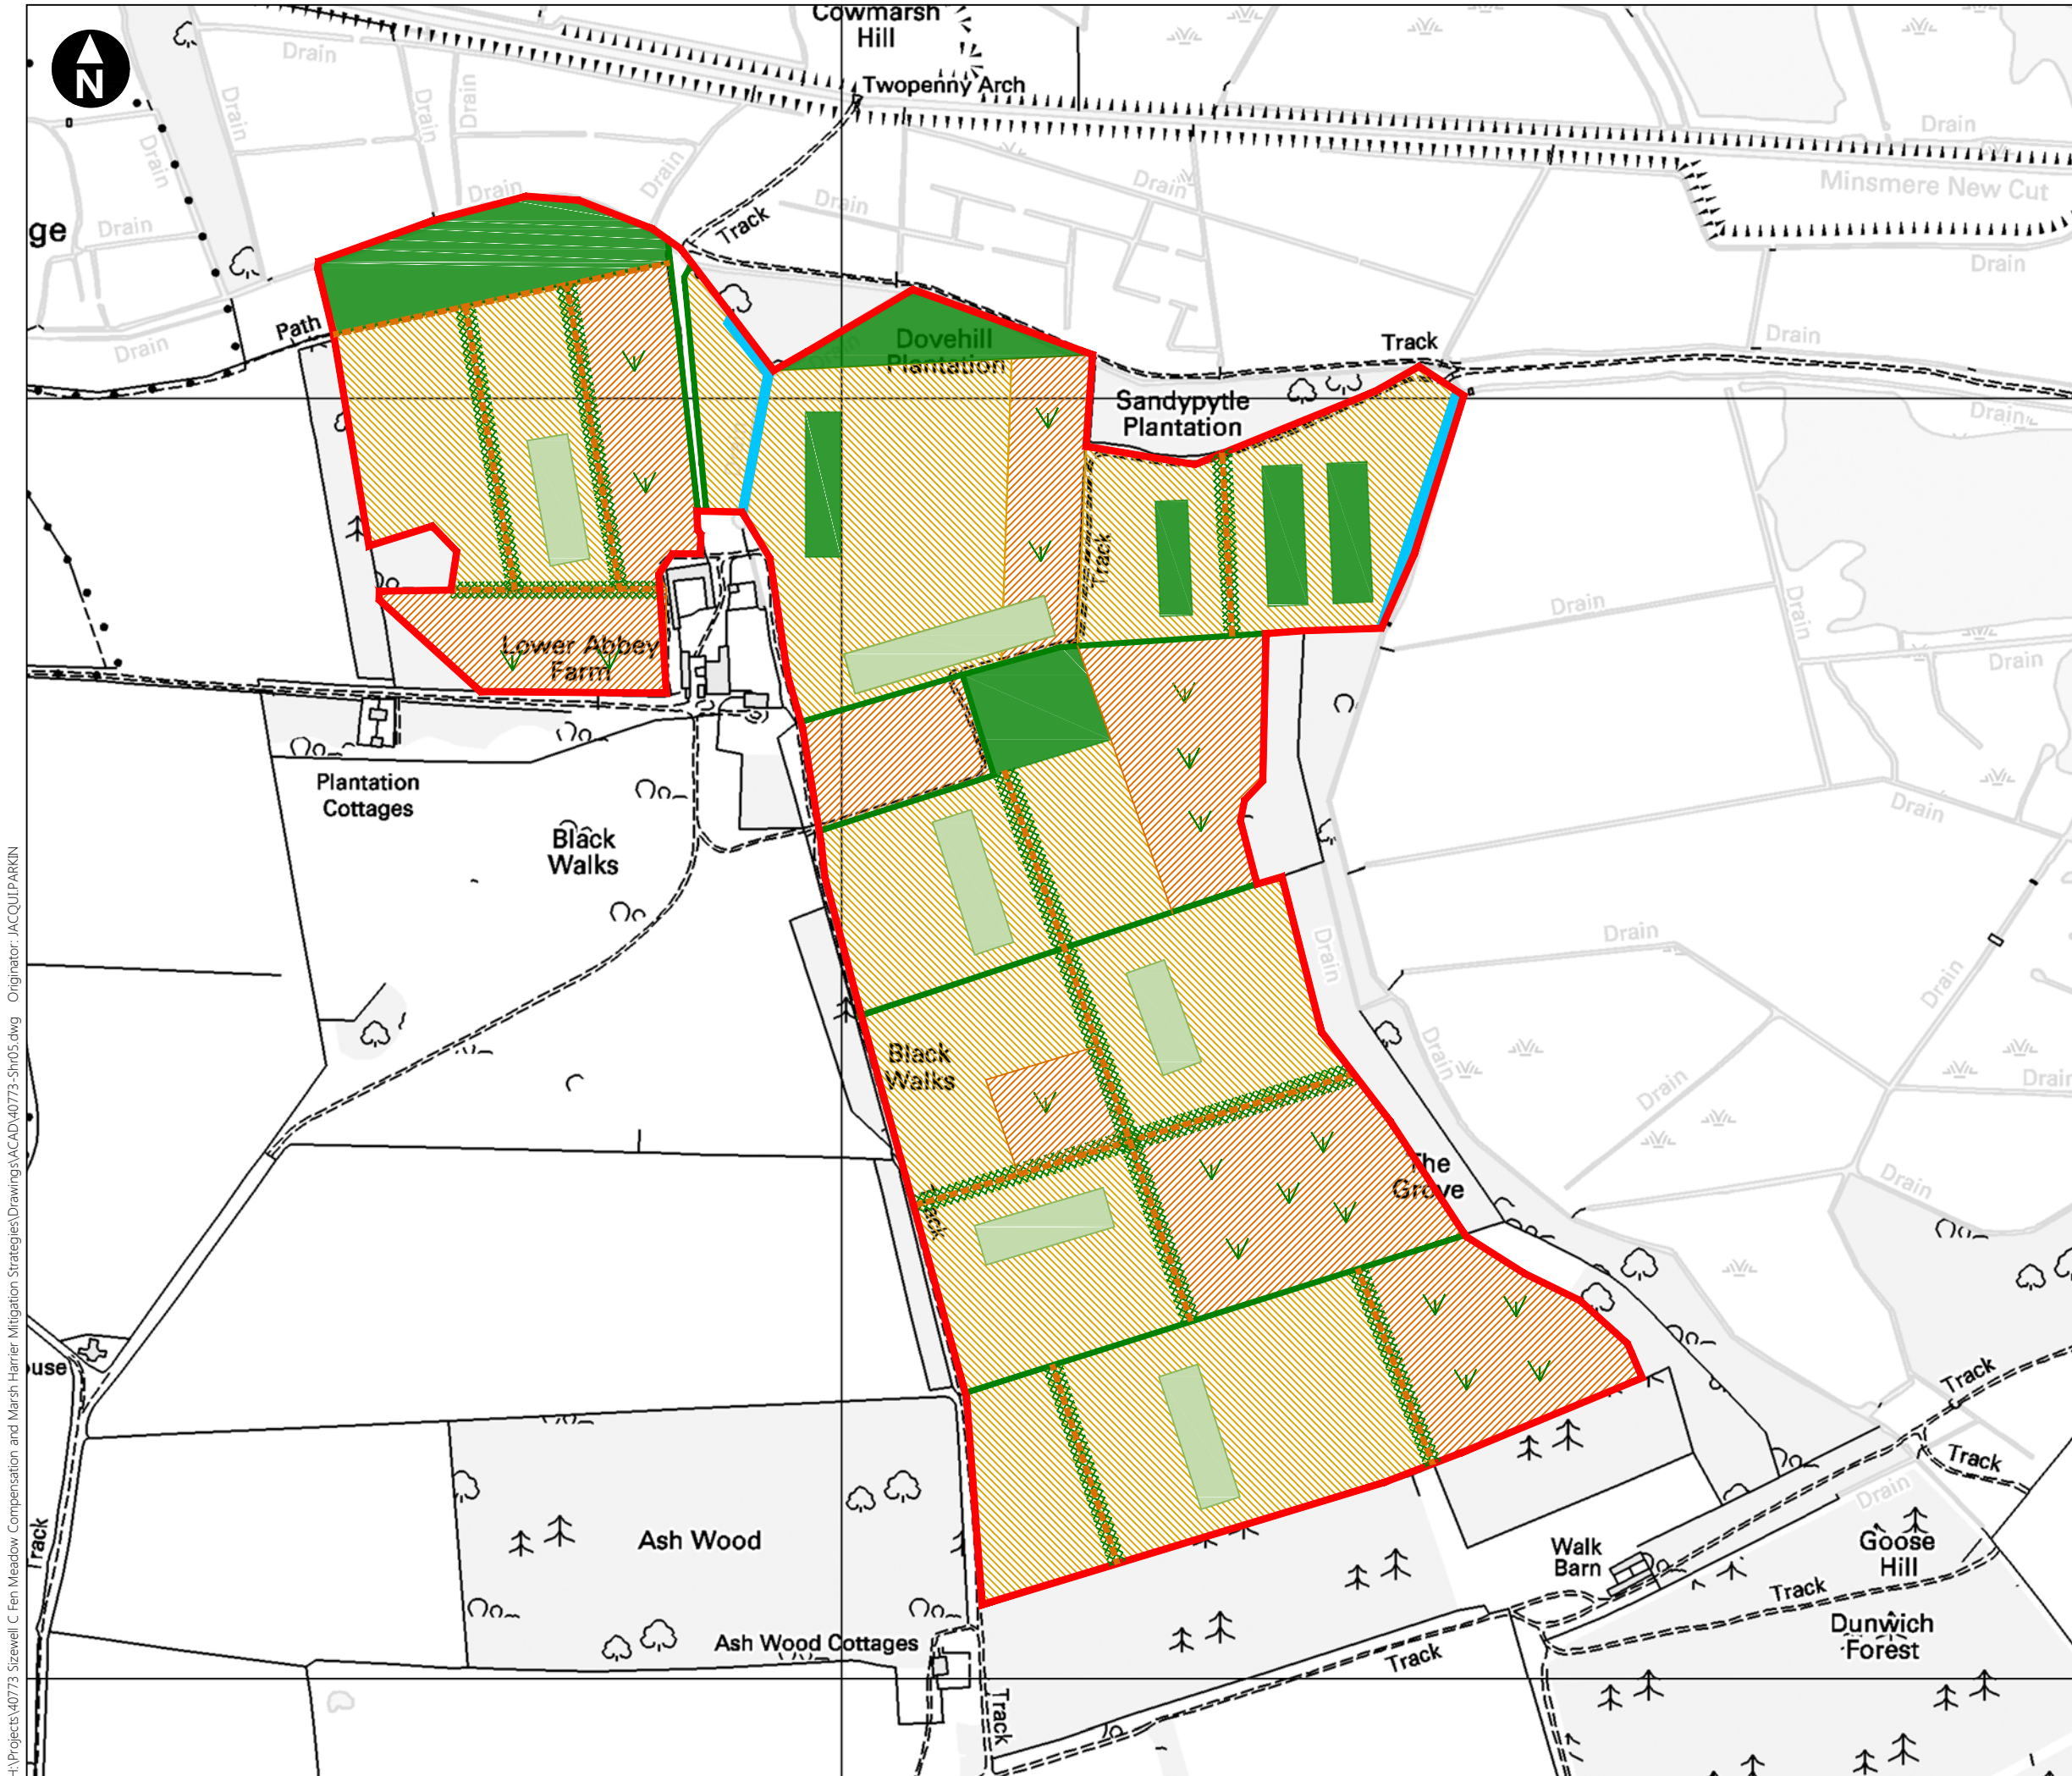 Cowmarsh
Hill
N
Drain
Twopenny Arch
Drain
Drain
Drain
Drain
Drain
Drain
Drain
Drain
Drain
Minsmere New Cut
Drain
ge
Drain
Track
Drain
Path
Drain
Dovehill
Plantation
Track
Drain
Sandypytle
Plantation
Drain
Track
Drain
Drain
Drain
Lower Abbey
Farm
Plantation
Cottages
Black
Walks
Drain
Drain
Drain
Drain
Drain
Black
Walks
Drain
Drain
The
Grove
Drain
ack
use
Track
Track
Drain
Ash Wood
Track
Walk
Barn
Goose
Hill
Track
Dunwich
Forest
Ash Wood Cottages
Track
Track
H:\Projects\40773 Sizewell C Fen Meadow Compensation and Marsh Harrier Mitigation Strategies\Drawings\ACAD\40773-Shr05.dwg Originator: JACQUI.PARKIN